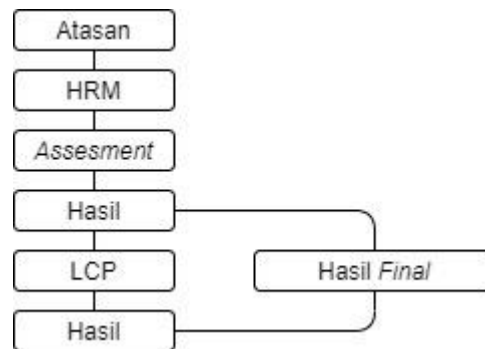 Atasan
HRM
Assesment
Hasil
LCP
Hasil Final
Hasil